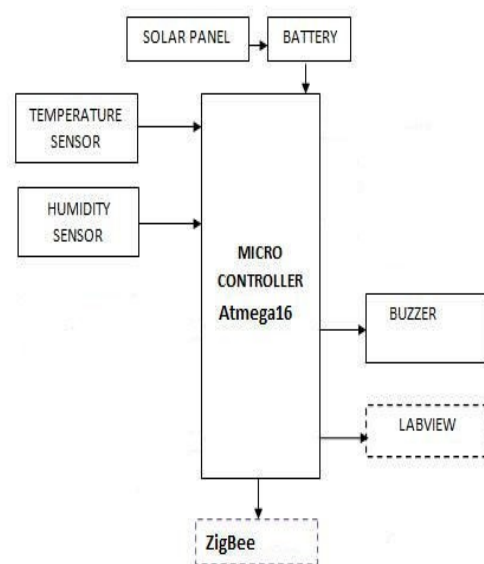 SOLAR PANEL
BATTERY
TEMPERATURE
SENSOR
HUMIDITY
SENSOR
MICRO
CONTROLLER
Atmega16
BUZZER
LABVIEW
ZigBee